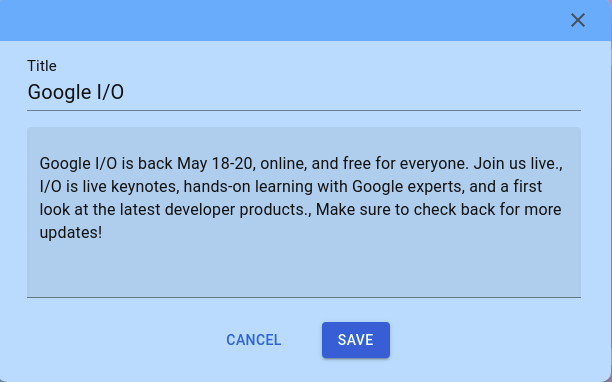 Title
Google I/O
Google I/O is back May 18-20, online, and free for everyone. Join us live.,
I/O is live keynotes, hands-on learning with Google experts, and a first
look at the latest developer products., Make sure to check back for more
updates!
CANCEL SAVE